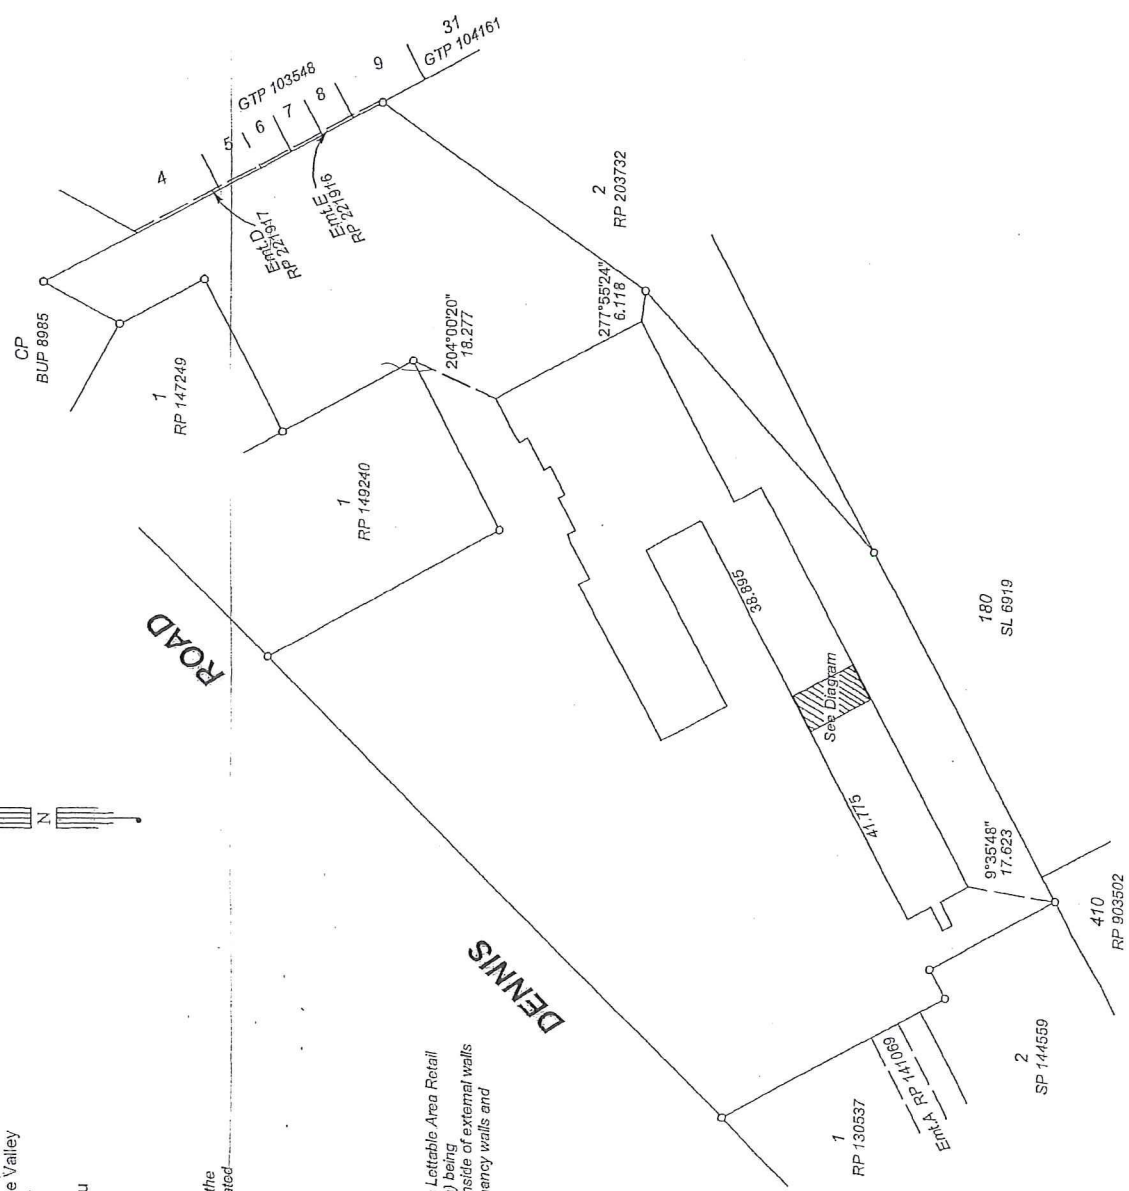 31
GTP 104161
9
GTP 103548
8
7
6
5
4
Emt.D
RP 221917
Emt.E
RP 221916
2
RP 203732
CP
BUP 8985
1
RP 147249
204°00'20"
18.277
277°55'24"
6.118
1
RP 149240
ROAD
DENNIS
N
38.895
See Diagram
41.775
180
SL 6919
9°35'48"
17.623
410
RP 903502
2
SP 144559
Emt.A RP 141069
1
RP 130537
e Valley
u
the
ated
Lettable Area Retail
) being
nside of external walls
nancy walls and